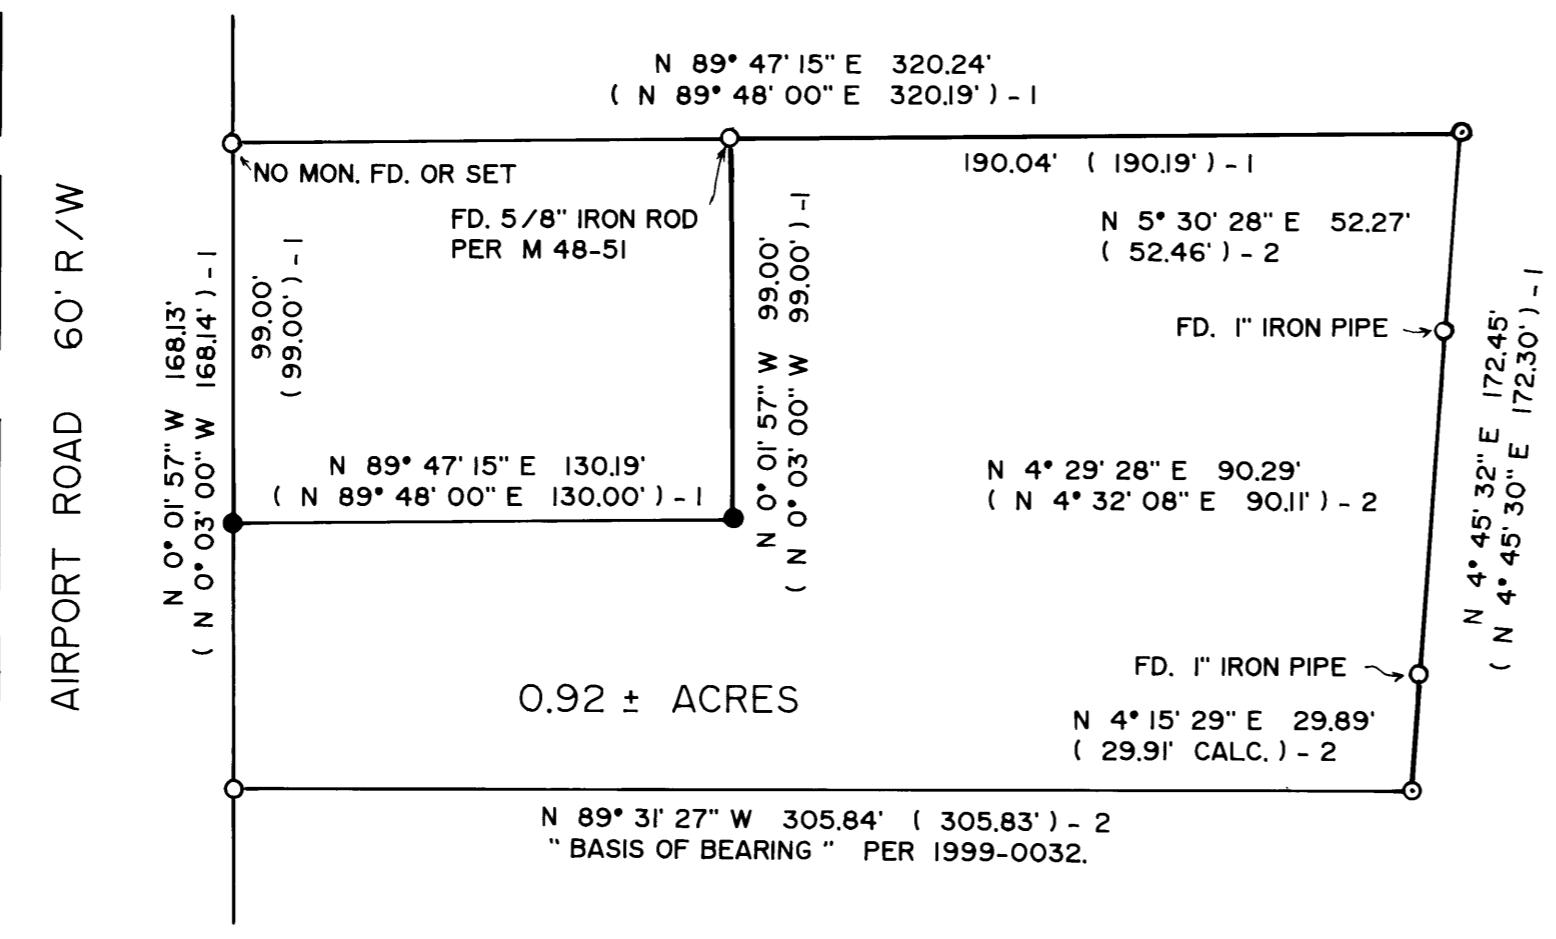 N 89° 47' 15" E 320.24'
( N 89° 48' 00" E 320.19' ) - 1
NO MON. FD. OR SET
190.04' ( 190.19' ) - 1
FD. 5/8" IRON ROD
PER M 48-51
N 5° 30' 28" E 52.27'
( 52.46' ) - 2
AIRPORT ROAD 60' R/W
N 0° 01' 57" W 168.13'
( N 0° 03' 00" W 168.14' ) - 1
99.00'
( 99.00' ) - 1
N 0° 01' 57" W 99.00'
( N 0° 03' 00" W 99.00' ) - 1
FD. 1" IRON PIPE
N 4° 45' 32" E 172.45'
( N 4° 45' 30" E 172.30' ) - 1
N 89° 47' 15" E 130.19'
( N 89° 48' 00" E 130.00' ) - 1
N 4° 29' 28" E 90.29'
( N 4° 32' 08" E 90.11' ) - 2
FD. 1" IRON PIPE
0.92 ± ACRES
N 4° 15' 29" E 29.89'
( 29.91' CALC. ) - 2
N 89° 31' 27" W 305.84' ( 305.83' ) - 2
" BASIS OF BEARING " PER 1999-0032.